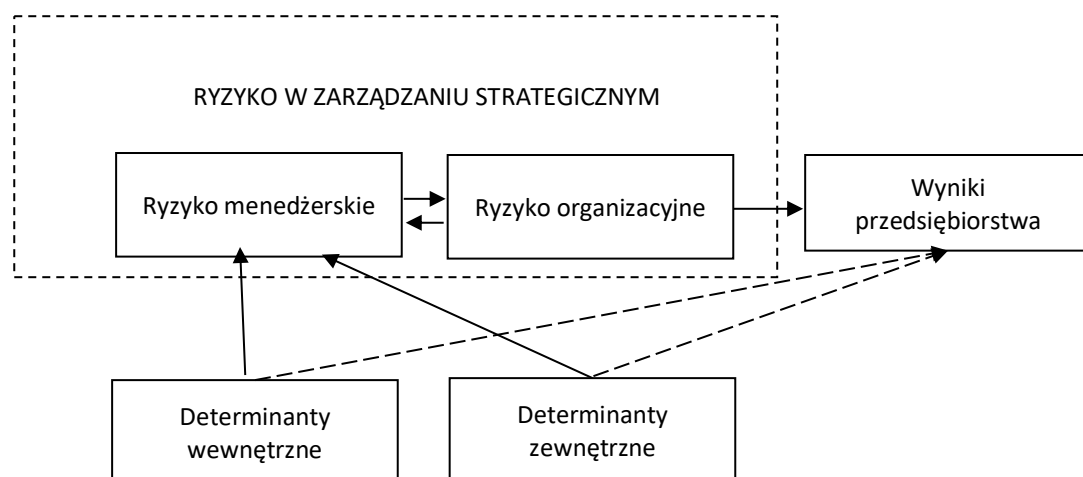 RYZYKO W ZARZĄDZANIU STRATEGICZNYM
Ryzyko menedżerskie
Ryzyko organizacyjne
Wyniki
przedsiębiorstwa
Determinanty
wewnętrzne
Determinanty
zewnętrzne